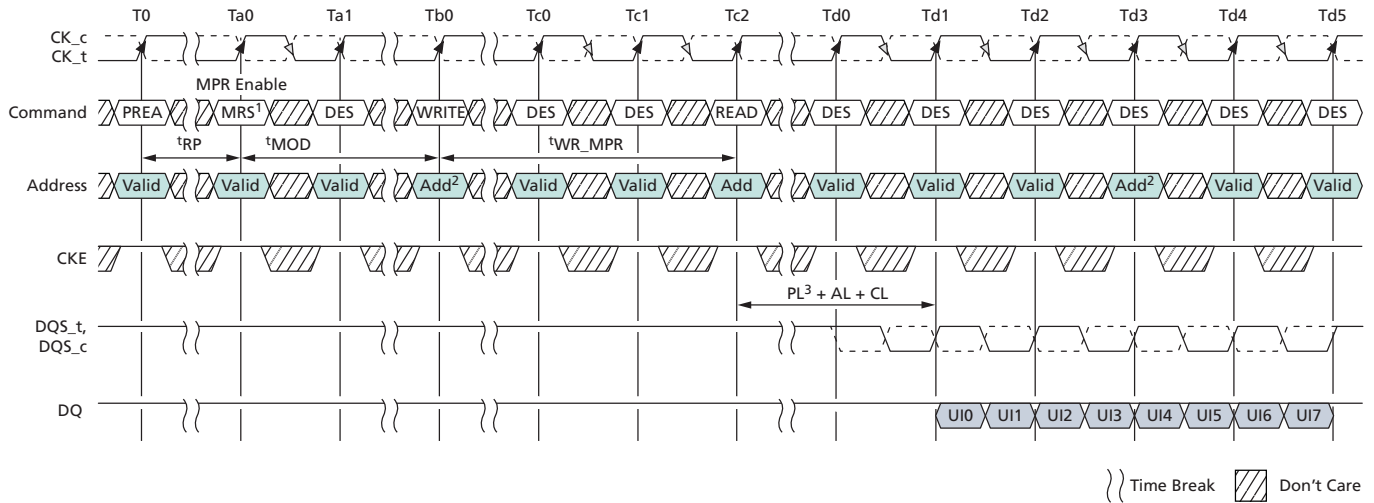 T0 Ta0 Ta1 Tb0 Tc0 Tc1 Tc2 Td0 Td1 Td2 Td3 Td4 Td5
CK_c
CK_t
MPR Enable
Command PREA MRS¹ DES WRITE DES DES READ DES DES DES DES DES DES
tRP tMOD tWR_MPR
Address Valid Valid Valid Add² Valid Valid Add Valid Valid Valid Add² Valid Valid
CKE
PL³ + AL + CL
DQS_t,
DQS_c
DQ UI0 UI1 UI2 UI3 UI4 UI5 UI6 UI7
Time Break Don't Care